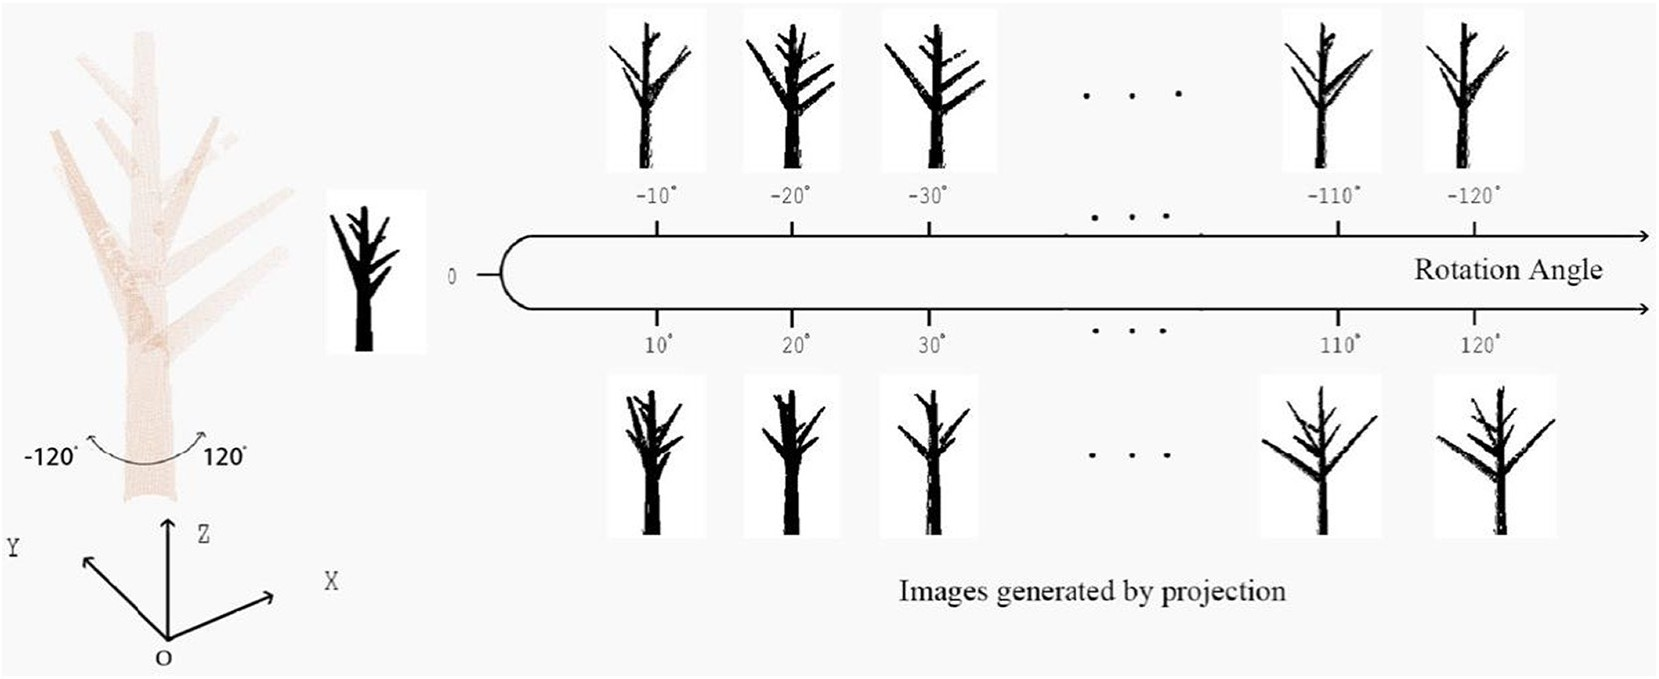 -10° -20° -30° . . . -110° -120°
. . .
0
Rotation Angle
10° 20° 30° . . . 110° 120°
. . .
-120° 120°
Z
Y
X
O
Images generated by projection